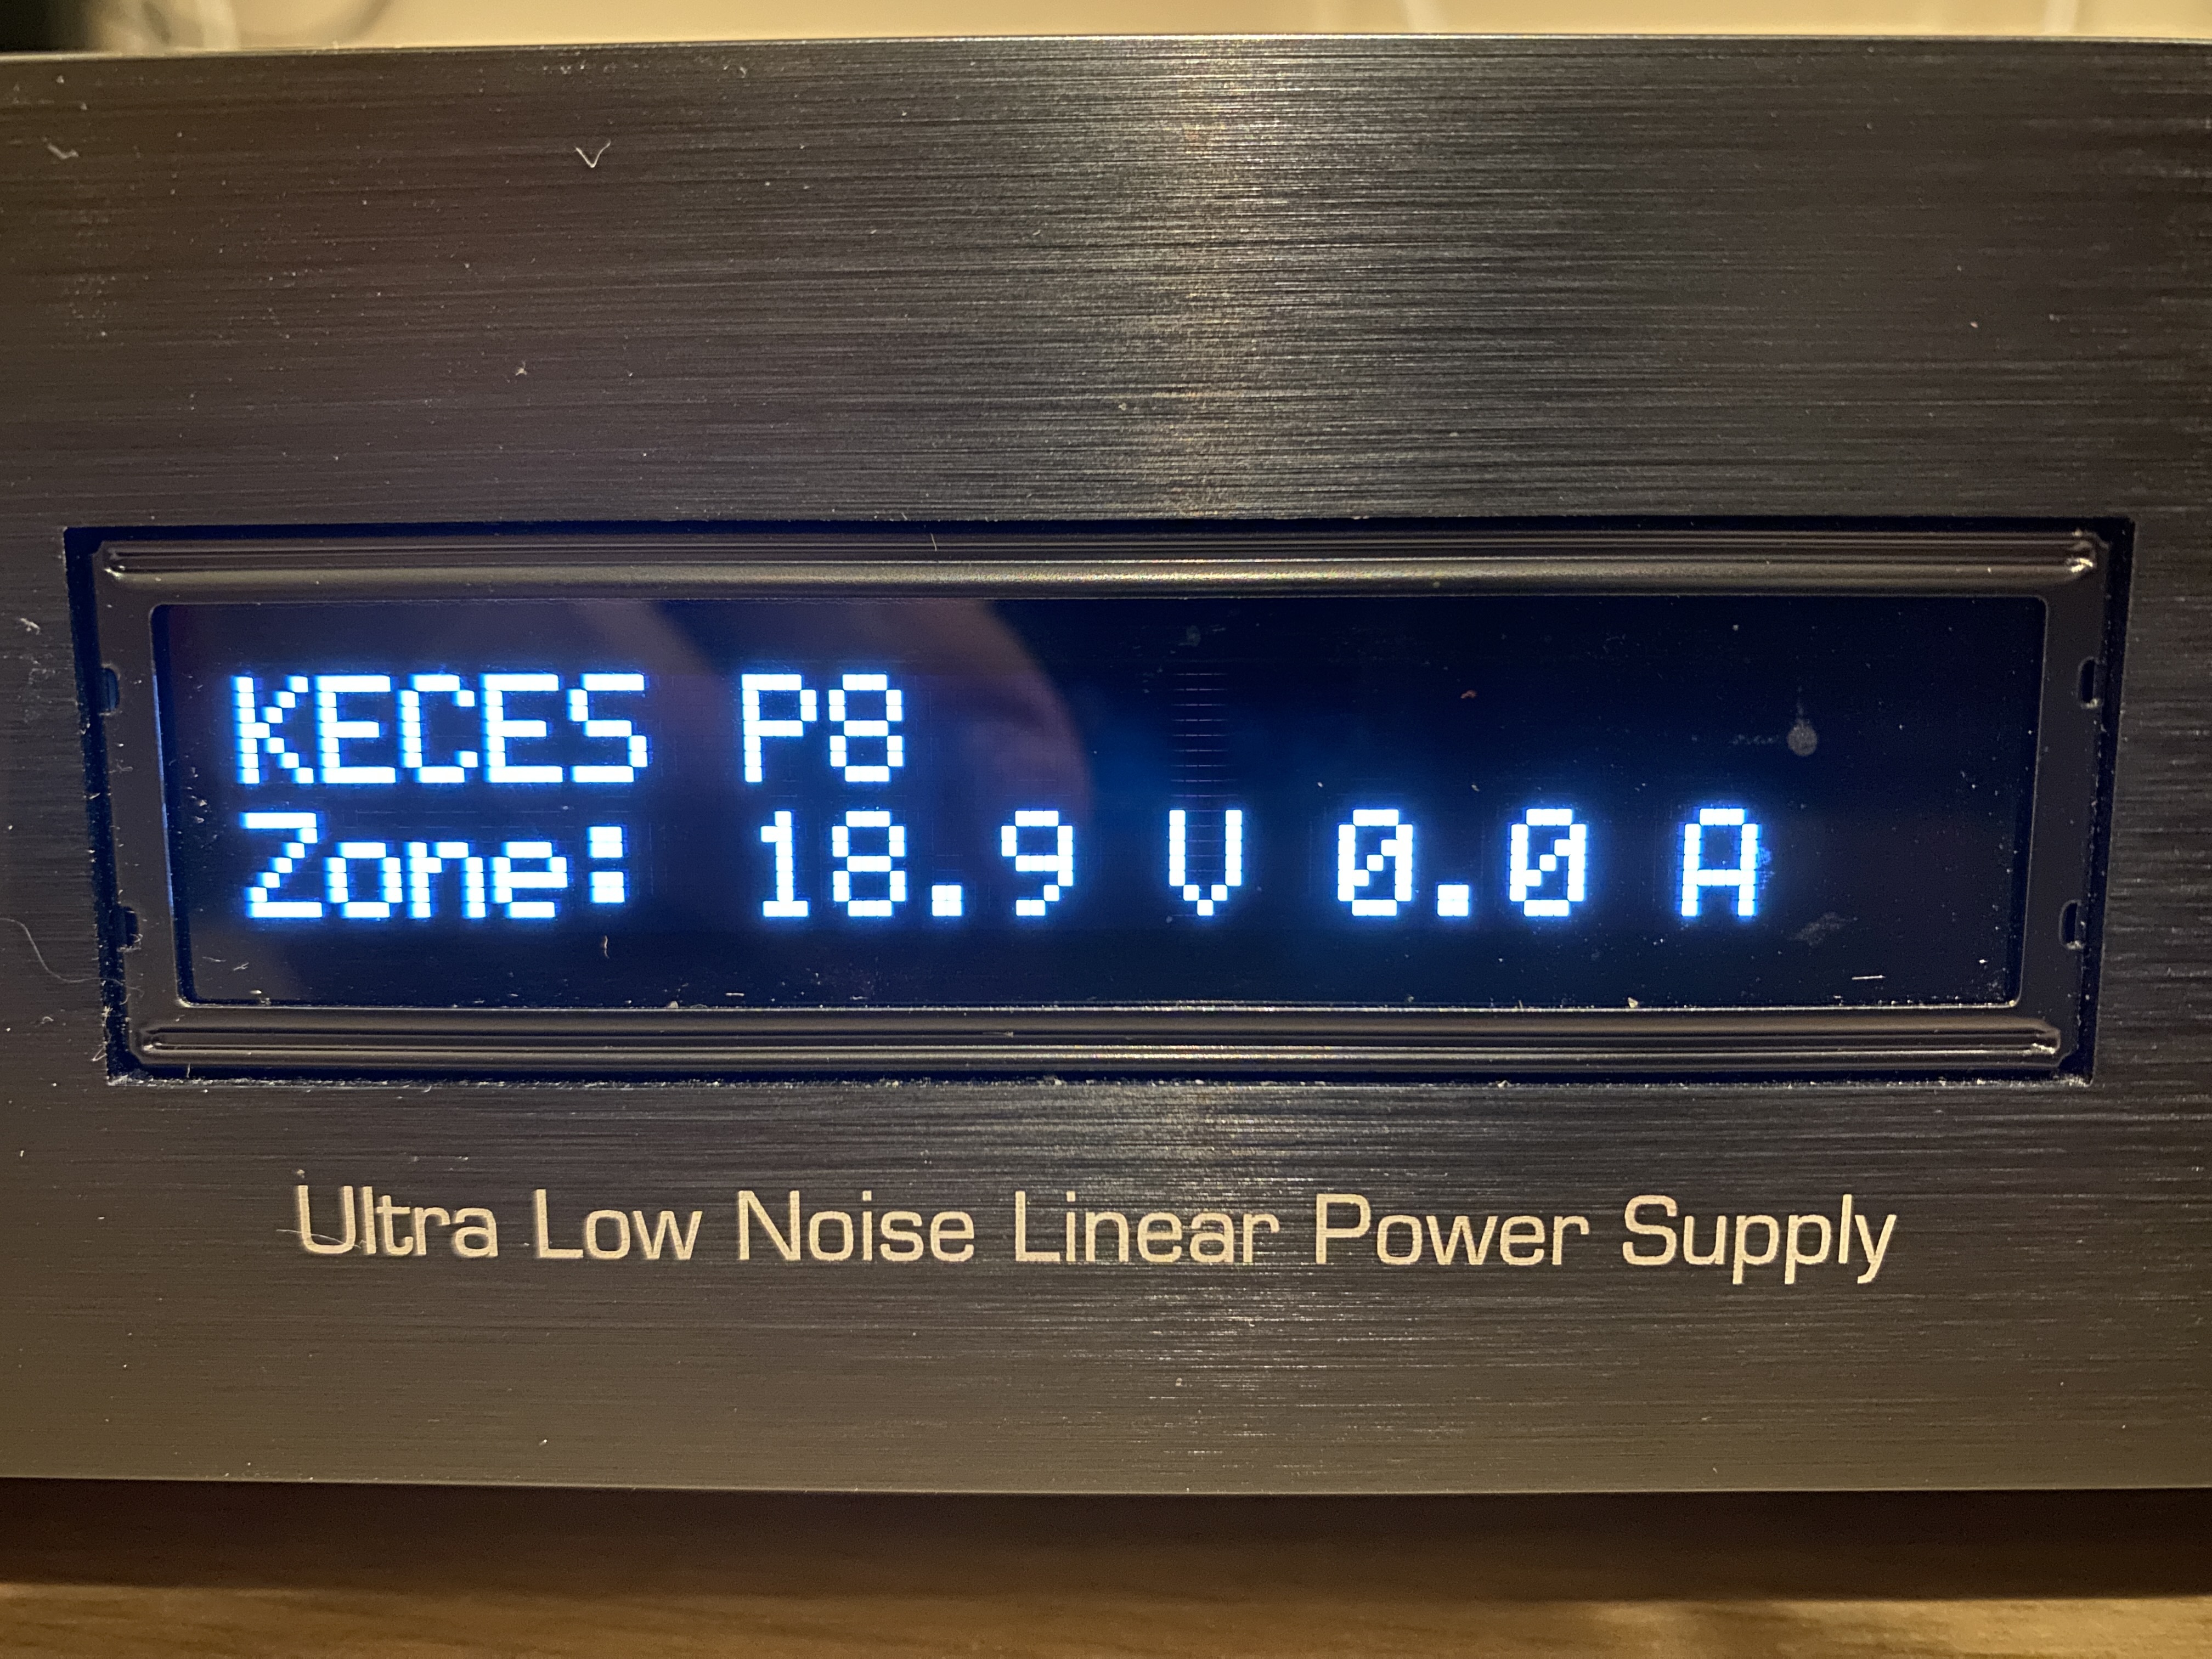 KECES P8
Zone: 18.9 V 0.0 A
Ultra Low Noise Linear Power Supply